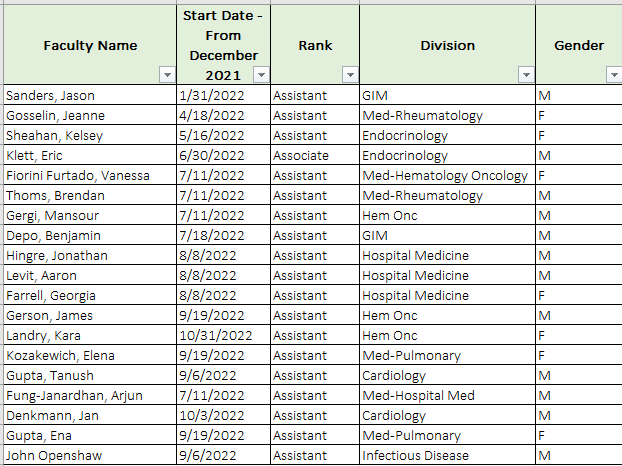 Faculty Name Start Date - From December 2021 Rank Division Gender
Sanders, Jason 1/31/2022 Assistant GIM M
Gosselin, Jeanne 4/18/2022 Assistant Med-Rheumatology F
Sheahan, Kelsey 5/16/2022 Assistant Endocrinology F
Klett, Eric 6/30/2022 Associate Endocrinology M
Fiorini Furtado, Vanessa 7/11/2022 Assistant Med-Hematology Oncology F
Thoms, Brendan 7/11/2022 Assistant Med-Rheumatology M
Gergi, Mansour 7/11/2022 Assistant Hem Onc M
Depo, Benjamin 7/18/2022 Assistant GIM M
Hingre, Jonathan 8/8/2022 Assistant Hospital Medicine M
Levit, Aaron 8/8/2022 Assistant Hospital Medicine M
Farrell, Georgia 8/8/2022 Assistant Hospital Medicine F
Gerson, James 9/19/2022 Assistant Hem Onc M
Landry, Kara 10/31/2022 Assistant Hem Onc F
Kozakewich, Elena 9/19/2022 Assistant Med-Pulmonary F
Gupta, Tanush 9/6/2022 Assistant Cardiology M
Fung-Janardhan, Arjun 7/11/2022 Assistant Med-Hospital Med M
Denkmann, Jan 10/3/2022 Assistant Cardiology M
Gupta, Ena 9/19/2022 Assistant Med-Pulmonary F
John Openshaw 9/6/2022 Assistant Infectious Disease M